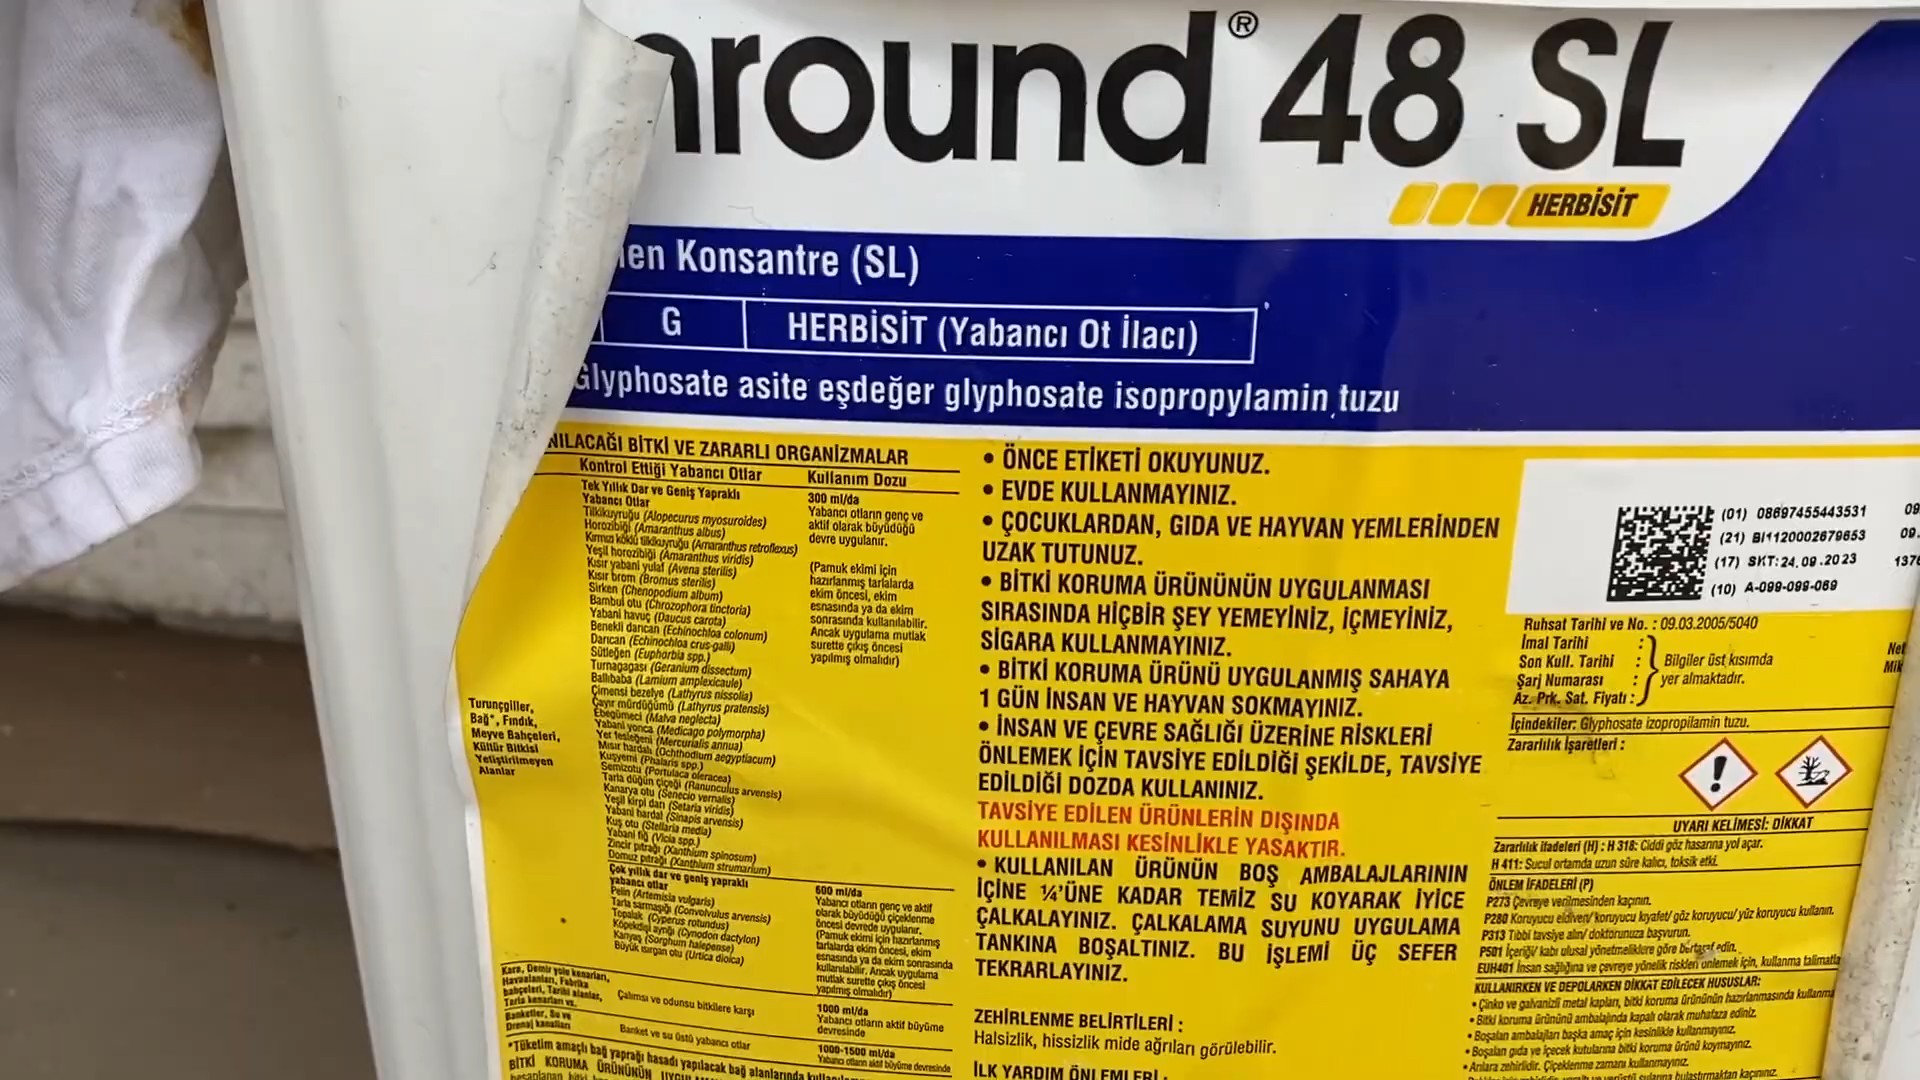 round® 48 SL
HERBİSİT
Konsantre (SL)
G
HERBİSİT (Yabancı Ot İlacı)
Glyphosate asite eşdeğer glyphosate isopropylamin tuzu
BİTKİ VE ZARARLI ORGANİZMALAR
Kontrol Ettiği Yabancı Otlar
Kullanım Dozu
Tek Yıllık Dar ve Geniş Yapraklı
Yabancı Otlar
Tilkikuyruğu (Alopecurus myosuroides)
Horozibiği (Amaranthus albus)
Kırmızı köklü tilkikuyruğu (Amaranthus retroflexus)
Yeşil horozibiği (Amaranthus viridis)
Kısır yabani yulaf (Avena sterilis)
Kısır brom (Bromus sterilis)
Sirken (Chenopodium album)
Bambul otu (Chrozophora tinctoria)
Yabani havuç (Daucus carota)
Benekli darıcan (Echinochloa colonum)
Darıcan (Echinochloa crus-galli)
Sütleğen (Euphorbia spp.)
Turnagagası (Geranium dissectum)
Ballıbaba (Lamium amplexicaule)
Çimensi bezelye (Lathyrus nissolia)
Çayır mürdüğümü (Lathyrus pratensis)
Ebegümeci (Malva neglecta)
Yabani yonca (Medicago polymorpha)
Yer fesleğeni (Mercurialis annua)
Mısır hardalı (Ochthodium aegyptiacum)
Kuşyemi (Phalaris spp.)
Semizotu (Portulaca oleracea)
Tarla düğün çiçeği (Ranunculus arvensis)
Kanarya otu (Senecio vernalis)
Yeşil kirpi darı (Setaria viridis)
Yabani hardal (Sinapis arvensis)
Kuş otu (Stellaria media)
Yabani fiğ (Vicia spp.)
Zincir pıtrağı (Xanthium spinosum)
Domuz pıtrağı (Xanthium strumarium)
300 ml/da
Yabancı otların genç ve
aktif olarak büyüdüğü
devre uygulanır.
(Pamuk ekimi için
hazırlanmış tarlalarda
ekim öncesi, ekim
esnasında ya da ekim
sonrasında kullanılabilir.
Ancak uygulama mutlak
surette çıkış öncesi
yapılmış olmalıdır)
Turunçgiller,
Bağ*, Fındık,
Meyve Bahçeleri,
Kültür Bitkisi
Yetiştirilmeyen
Alanlar
Çok yıllık dar ve geniş yapraklı
yabancı otlar
Pelin (Artemisia vulgaris)
Tarla sarmaşığı (Convolvulus arvensis)
Topalak (Cyperus rotundus)
Köpekdişi ayrığı (Cynodon dactylon)
Kanyaş (Sorghum halepense)
Büyük ısırgan otu (Urtica dioica)
600 ml/da
Yabancı otların genç ve aktif
olarak büyüdüğü çiçeklenme
öncesi devrede uygulanır.
(Pamuk ekimi için hazırlanmış
tarlalarda ekim öncesi, ekim
esnasında ya da ekim sonrasında
kullanılabilir. Ancak uygulama
mutlak surette çıkış öncesi
yapılmış olmalıdır)
Kara, Demir yolu kenarları,
Havaalanları, Fabrika
bahçeleri, Tarihi alanlar,
Tarla kenarları vs.
Çalımsı ve odunsu bitkilere karşı
1000 ml/da
Yabancı otların aktif büyüme
devresinde
Banketler, Su ve
Drenaj kanalları
Banket ve su üstü yabancı otlar
1000-1500 ml/da
Yabancı otların aktif büyüme devresinde
*Tüketim amaçlı bağ yaprağı hasadı yapılacak bağ alanlarında
BİTKİ KORUMA ÜRÜNÜNÜN
• ÖNCE ETİKETİ OKUYUNUZ.
• EVDE KULLANMAYINIZ.
• ÇOCUKLARDAN, GIDA VE HAYVAN YEMLERİNDEN
UZAK TUTUNUZ.
• BİTKİ KORUMA ÜRÜNÜNÜN UYGULANMASI
SIRASINDA HİÇBİR ŞEY YEMEYİNİZ, İÇMEYİNİZ,
SİGARA KULLANMAYINIZ.
• BİTKİ KORUMA ÜRÜNÜ UYGULANMIŞ SAHAYA
1 GÜN İNSAN VE HAYVAN SOKMAYINIZ.
• İNSAN VE ÇEVRE SAĞLIĞI ÜZERİNE RİSKLERİ
ÖNLEMEK İÇİN TAVSİYE EDİLDİĞİ ŞEKİLDE, TAVSİYE
EDİLDİĞİ DOZDA KULLANINIZ.
TAVSİYE EDİLEN ÜRÜNLERİN DIŞINDA
KULLANILMASI KESİNLİKLE YASAKTIR.
• KULLANILAN ÜRÜNÜN BOŞ AMBALAJLARININ
İÇİNE ¼'ÜNE KADAR TEMİZ SU KOYARAK İYİCE
ÇALKALAYINIZ. ÇALKALAMA SUYUNU UYGULAMA
TANKINA BOŞALTINIZ. BU İŞLEMİ ÜÇ SEFER
TEKRARLAYINIZ.
ZEHİRLENME BELİRTİLERİ :
Halsizlik, hissizlik mide ağrıları görülebilir.
İLK YARDIM ÖNLEMLERİ :
(01) 08697455443531
(21) BI1120002679653
(17) SKT:24.09.2023
(10) A-099-099-069
Ruhsat Tarihi ve No. : 09.03.2005/5040
İmal Tarihi :
Son Kull. Tarihi :
Şarj Numarası :
Az. Prk. Sat. Fiyatı :
Bilgiler üst kısımda
yer almaktadır.
Net
İçindekiler: Glyphosate izopropilamin tuzu.
Zararlılık İşaretleri :
UYARI KELİMESİ: DİKKAT
Zararlılık ifadeleri (H) : H 318: Ciddi göz hasarına yol açar.
H 411: Sucul ortamda uzun süre kalıcı, toksik etki.
ÖNLEM İFADELERİ (P)
P273 Çevreye verilmesinden kaçının.
P280 Koruyucu eldiven/ koruyucu kıyafet/ göz koruyucu/ yüz koruyucu kullanın.
P313 Tıbbi tavsiye alın/ doktorunuza başvurun.
P501 İçeriği/ kabı ulusal yönetmeliklere göre bertaraf edin.
EUH401 İnsan sağlığına ve çevreye yönelik riskleri önlemek için, kullanma
KULLANIRKEN VE DEPOLARKEN DİKKAT EDİLECEK HUSUSLAR:
• Çinko ve galvanizli metal kapları, bitki koruma ürününün hazırlanmasında
• Bitki koruma ürününü ambalajında kapalı olarak muhafaza ediniz.
• Boşalan ambalajları başka amaç için kesinlikle kullanmayınız.
• Boşalan gıda ve içecek kutularına bitki koruma ürünü koymayınız.
• Arılara zehirlidir. Çiçeklenme zamanı kullanmayınız.